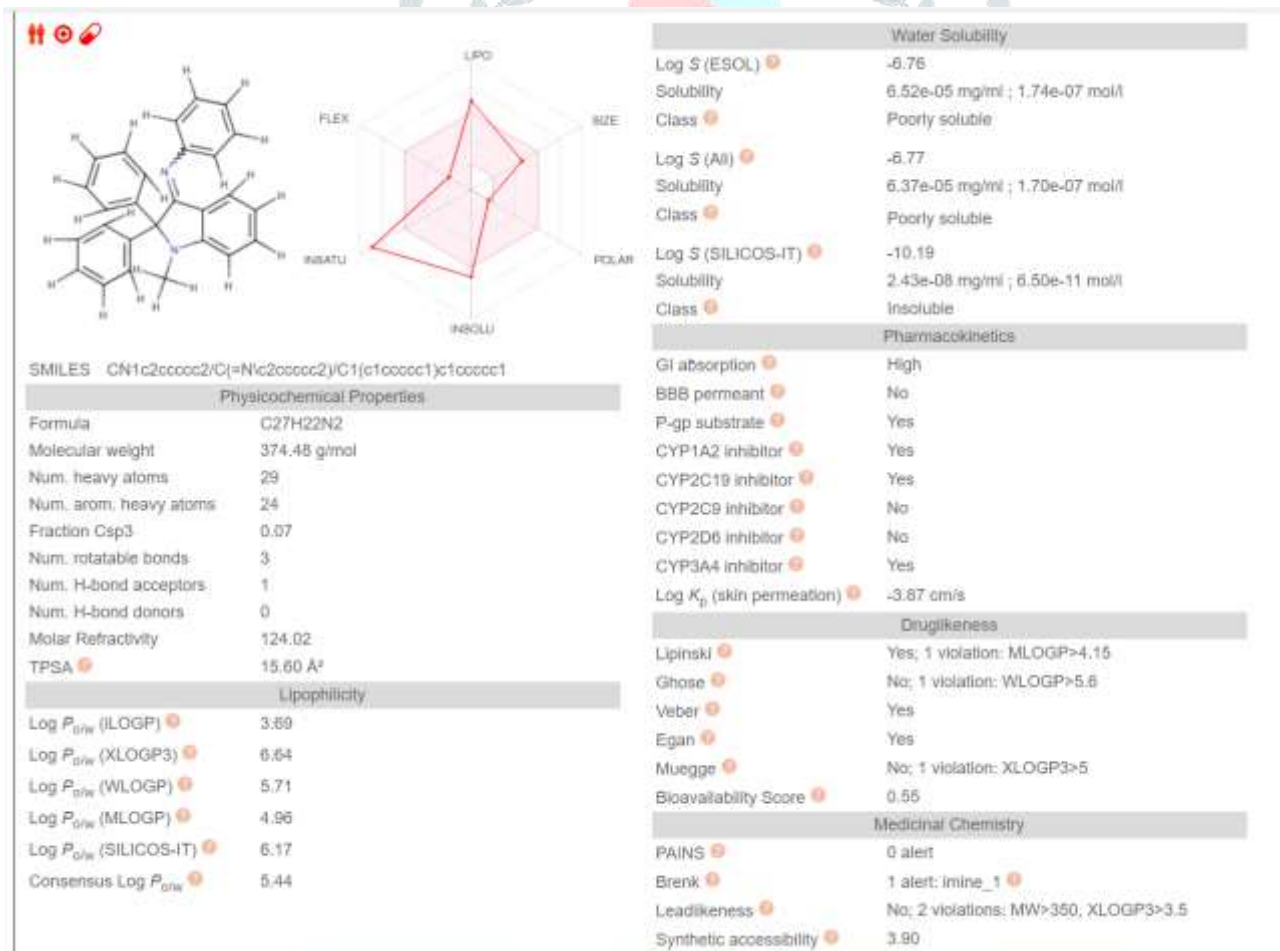 LIPO
FLEX
SIZE
INSATU
POLAR
INSOLU
SMILES CN1c2ccccc2/C(=N\c2ccccc2)/C1(c1ccccc1)c1ccccc1
Physicochemical Properties
Formula C27H22N2
Molecular weight 374.48 g/mol
Num. heavy atoms 29
Num. arom. heavy atoms 24
Fraction Csp3 0.07
Num. rotatable bonds 3
Num. H-bond acceptors 1
Num. H-bond donors 0
Molar Refractivity 124.02
TPSA 15.60 Å²
Lipophilicity
Log Po/w (iLOGP) 3.69
Log Po/w (XLOGP3) 6.64
Log Po/w (WLOGP) 5.71
Log Po/w (MLOGP) 4.96
Log Po/w (SILICOS-IT) 6.17
Consensus Log Po/w 5.44
Water Solubility
Log S (ESOL) -6.76
Solubility 6.52e-05 mg/ml ; 1.74e-07 mol/l
Class Poorly soluble
Log S (Ali) -6.77
Solubility 6.37e-05 mg/ml ; 1.70e-07 mol/l
Class Poorly soluble
Log S (SILICOS-IT) -10.19
Solubility 2.43e-08 mg/ml ; 6.50e-11 mol/l
Class Insoluble
Pharmacokinetics
GI absorption High
BBB permeant No
P-gp substrate Yes
CYP1A2 inhibitor Yes
CYP2C19 inhibitor Yes
CYP2C9 inhibitor No
CYP2D6 inhibitor No
CYP3A4 inhibitor Yes
Log Kp (skin permeation) -3.87 cm/s
Druglikeness
Lipinski Yes; 1 violation: MLOGP>4.15
Ghose No; 1 violation: WLOGP>5.6
Veber Yes
Egan Yes
Muegge No; 1 violation: XLOGP3>5
Bioavailability Score 0.55
Medicinal Chemistry
PAINS 0 alert
Brenk 1 alert: imine_1
Leadlikeness No; 2 violations: MW>350, XLOGP3>3.5
Synthetic accessibility 3.90